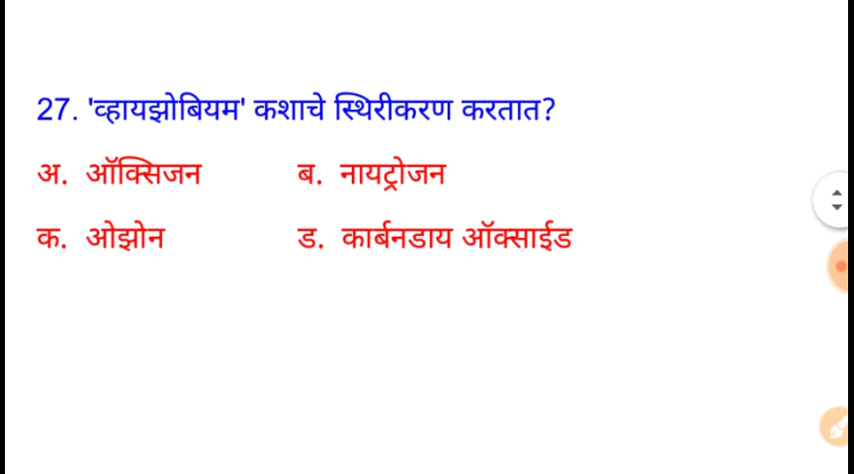 27. 'व्हायझोबियम' कशाचे स्थिरीकरण करतात?
अ. ऑक्सिजन ब. नायट्रोजन
क. ओझोन ड. कार्बनडाय ऑक्साईड